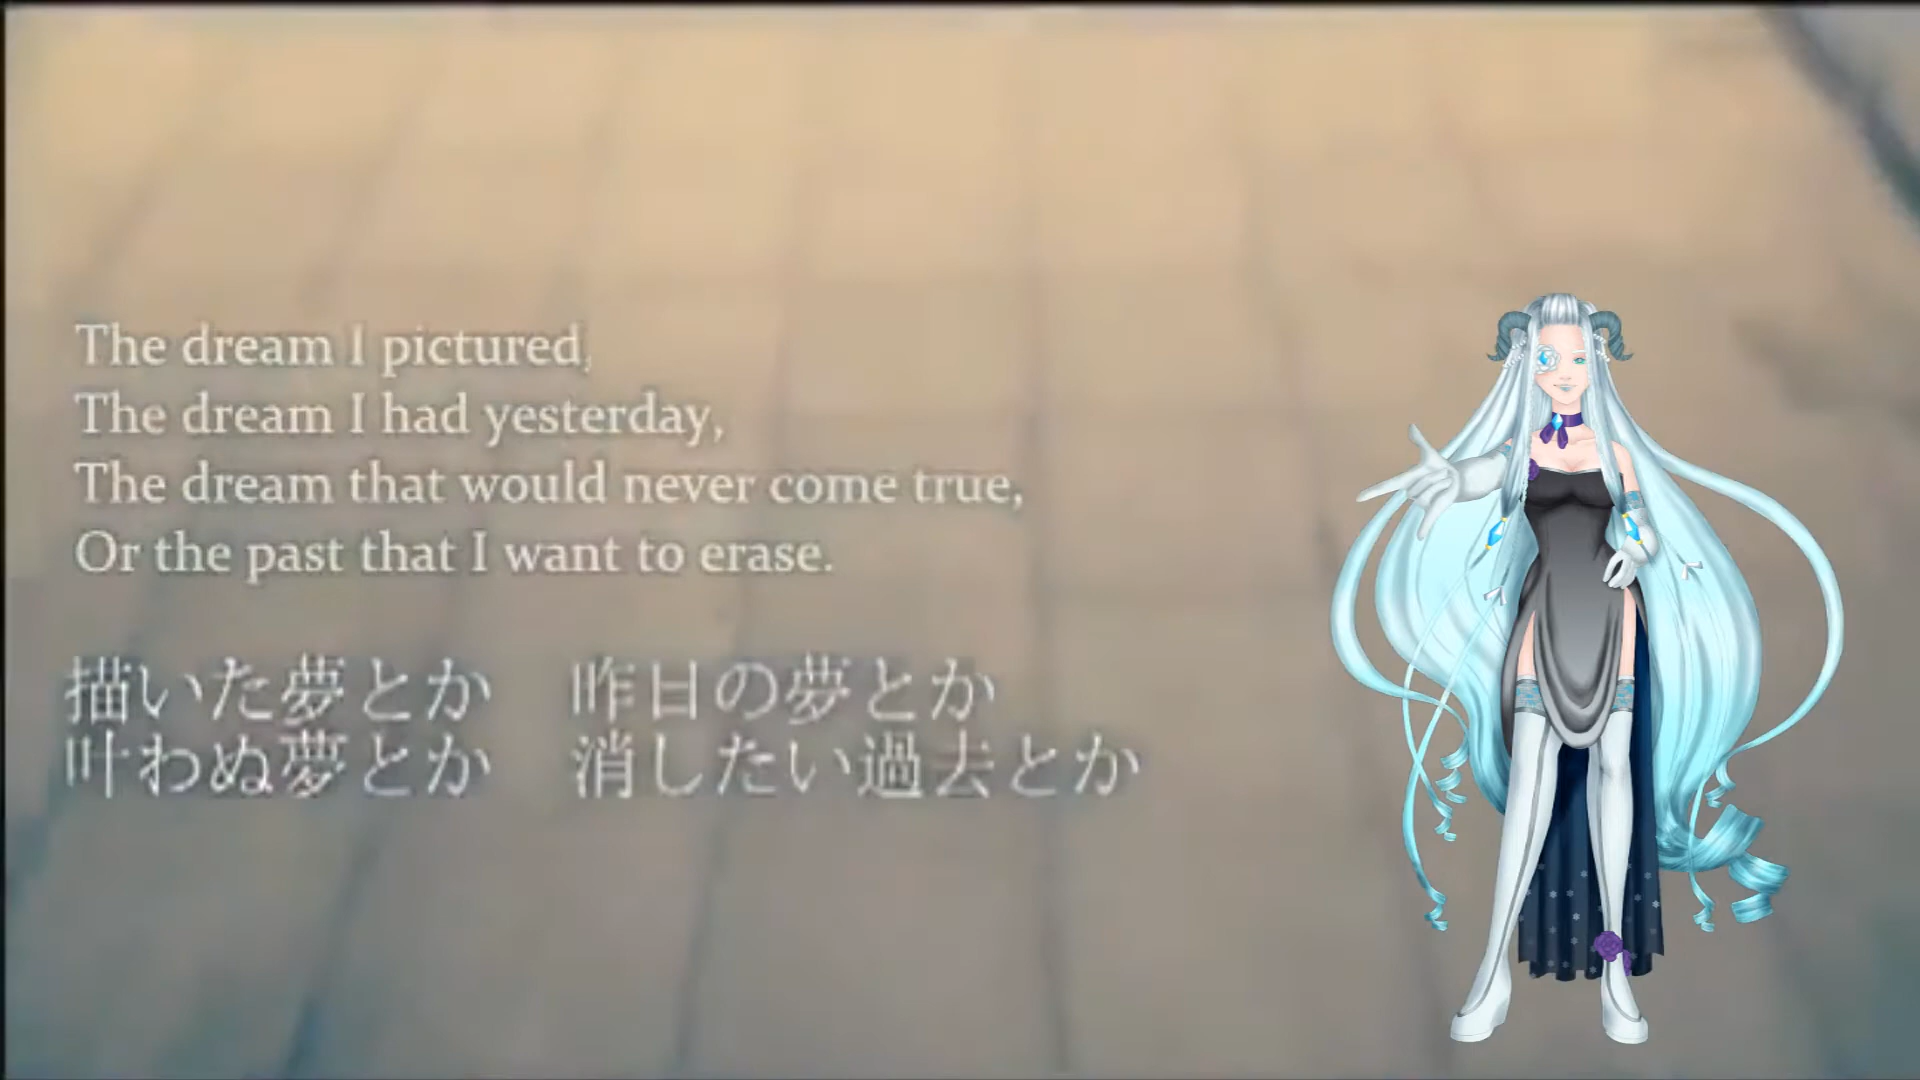 The dream I pictured,
The dream I had yesterday,
The dream that would never come true,
Or the past that I want to erase.
描いた夢とか　昨日の夢とか
叶わぬ夢とか　消したい過去とか